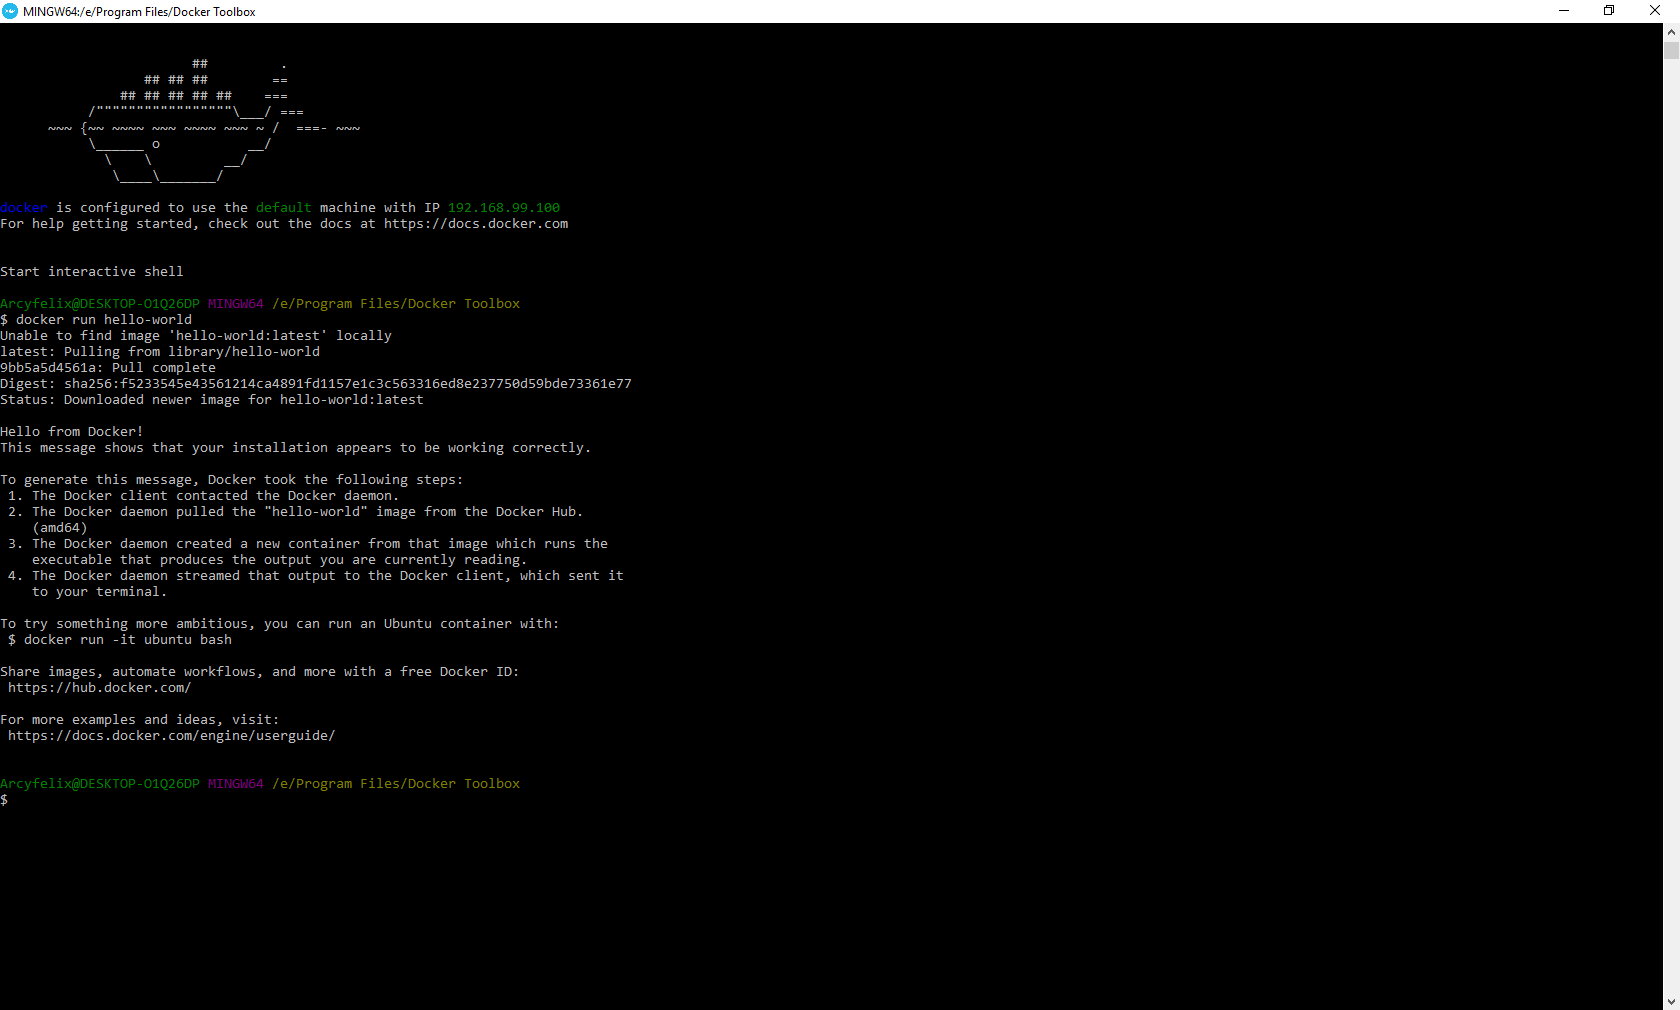 MINGW64:/e/Program Files/Docker Toolbox
                        ##         .
                  ## ## ##        ==
               ## ## ## ## ##    ===
           /"""""""""""""""""\___/ ===
      ~~~ {~~ ~~~~ ~~~ ~~~~ ~~~ ~ /  ===- ~~~
           \______ o           __/
             \    \         __/
              \____\_______/
docker is configured to use the default machine with IP 192.168.99.100
For help getting started, check out the docs at https://docs.docker.com
Start interactive shell
Arcyfelix@DESKTOP-O1Q26DP MINGW64 /e/Program Files/Docker Toolbox
$ docker run hello-world
Unable to find image 'hello-world:latest' locally
latest: Pulling from library/hello-world
9bb5a5d4561a: Pull complete
Digest: sha256:f5233545e43561214ca4891fd1157e1c3c563316ed8e237750d59bde73361e77
Status: Downloaded newer image for hello-world:latest
Hello from Docker!
This message shows that your installation appears to be working correctly.
To generate this message, Docker took the following steps:
 1. The Docker client contacted the Docker daemon.
 2. The Docker daemon pulled the "hello-world" image from the Docker Hub.
    (amd64)
 3. The Docker daemon created a new container from that image which runs the
    executable that produces the output you are currently reading.
 4. The Docker daemon streamed that output to the Docker client, which sent it
    to your terminal.
To try something more ambitious, you can run an Ubuntu container with:
 $ docker run -it ubuntu bash
Share images, automate workflows, and more with a free Docker ID:
 https://hub.docker.com/
For more examples and ideas, visit:
 https://docs.docker.com/engine/userguide/
Arcyfelix@DESKTOP-O1Q26DP MINGW64 /e/Program Files/Docker Toolbox
$